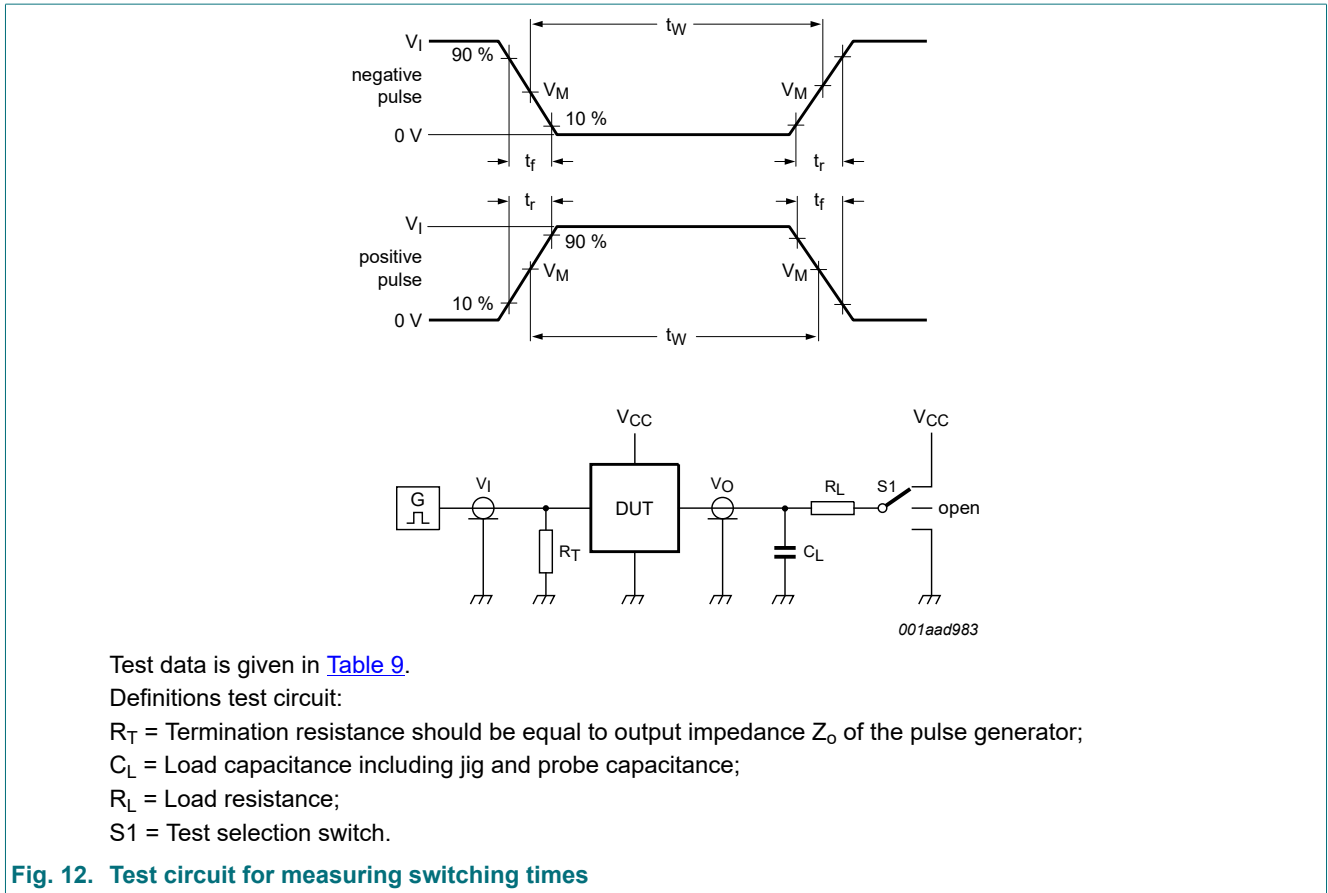 tW
VI
90 %
negative
pulse
VM
VM
10 %
0 V
tf
tr
tr
tf
VI
90 %
positive
pulse
VM
VM
10 %
0 V
tW
VCC
VCC
G
VI
DUT
VO
RL
S1
open
RT
CL
001aad983
Test data is given in Table 9.
Definitions test circuit:
RT = Termination resistance should be equal to output impedance Zo of the pulse generator;
CL = Load capacitance including jig and probe capacitance;
RL = Load resistance;
S1 = Test selection switch.
Fig. 12. Test circuit for measuring switching times